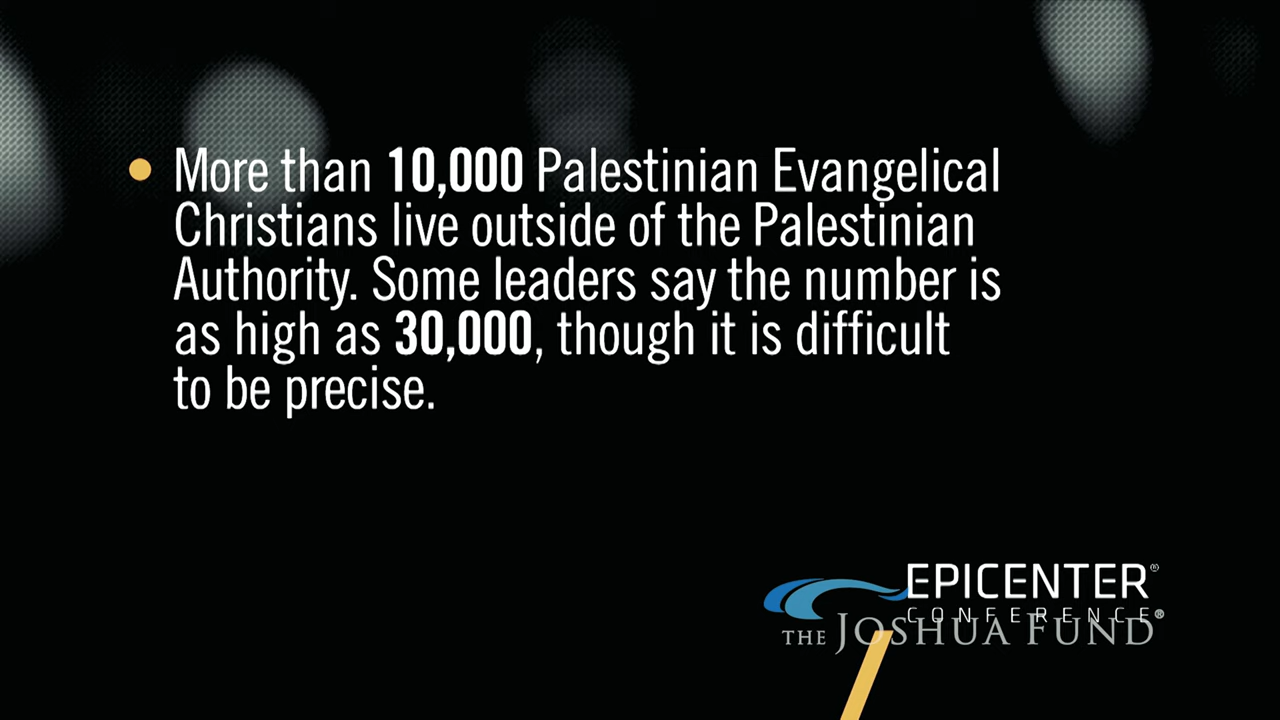 • More than 10,000 Palestinian Evangelical
Christians live outside of the Palestinian
Authority. Some leaders say the number is
as high as 30,000, though it is difficult
to be precise.
EPICENTER®
CONFERENCE®
THE JOSHUA FUND